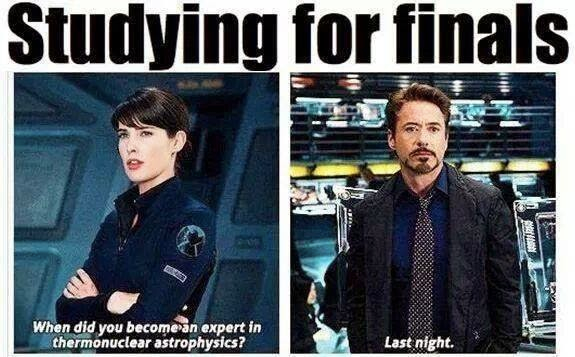 Studying for finals
When did you become an expert in
thermonuclear astrophysics?
Last night.